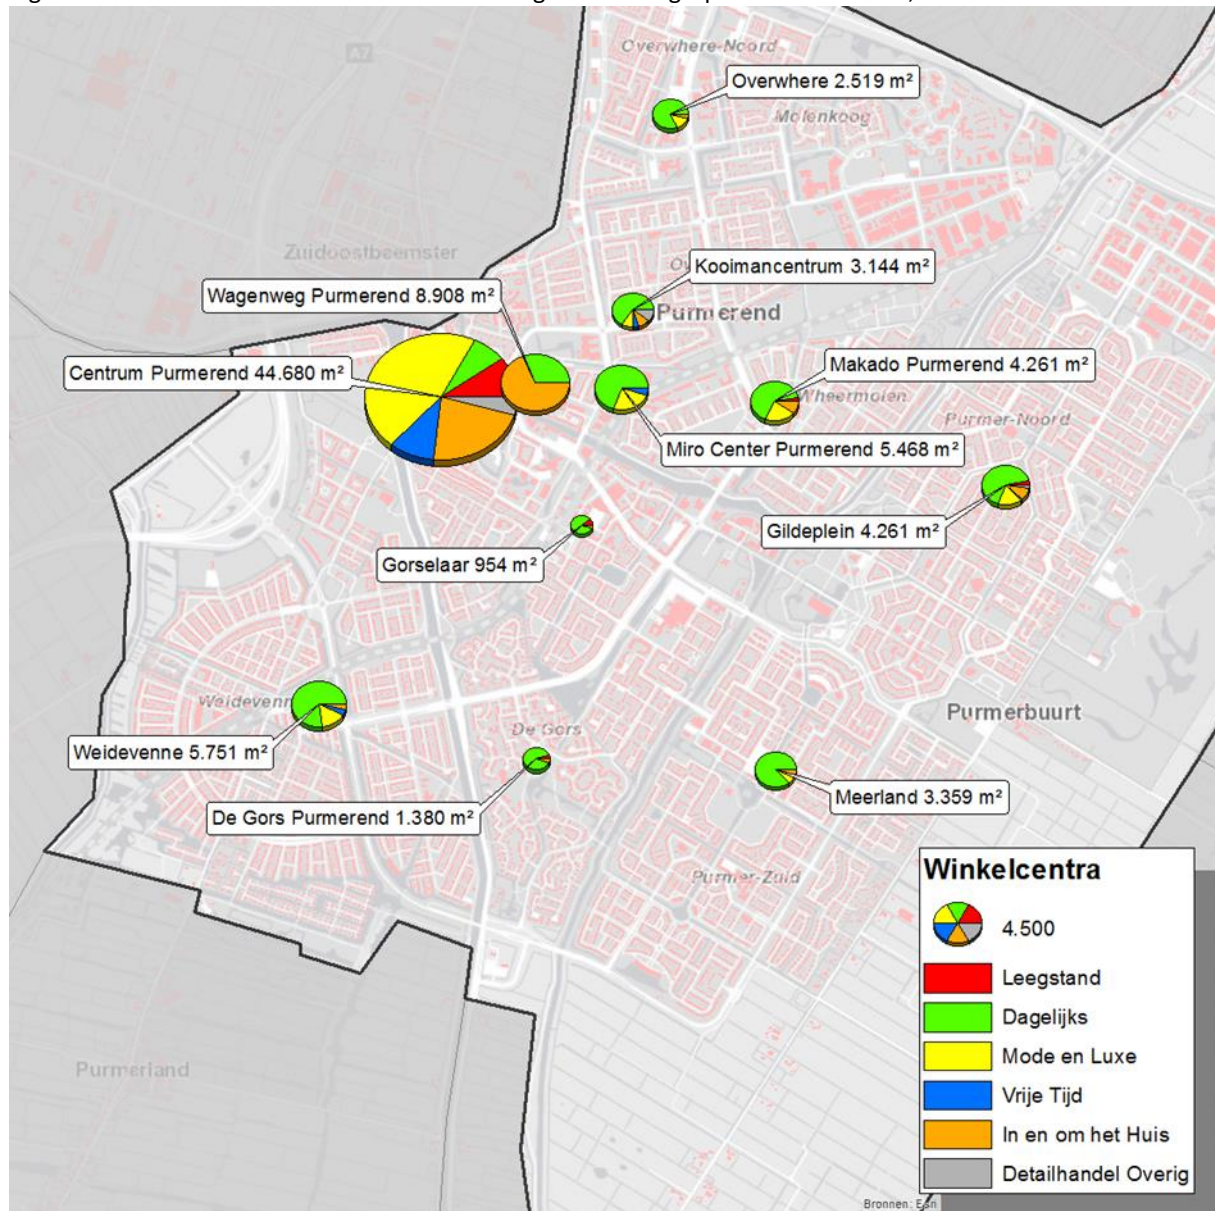 Overwhere-Noord
A7
Overwhere 2.519 m²
Molenkoog
Zuidoostbeemster
Kooimancentrum 3.144 m²
Wagenweg Purmerend 8.908 m²
Purmerend
Centrum Purmerend 44.680 m²
Makado Purmerend 4.261 m²
Wheermolen
Purmer-Noord
Miro Center Purmerend 5.468 m²
Gildeplein 4.261 m²
Gorselaar 954 m²
Weidevenn
Purmerbuurt
De Gors
Weidevenne 5.751 m²
Meerland 3.359 m²
De Gors Purmerend 1.380 m²
Purmer-Zuid
Purmerland
Winkelcentra
4.500
Leegstand
Dagelijks
Mode en Luxe
Vrije Tijd
In en om het Huis
Detailhandel Overig
Bronnen: Esri